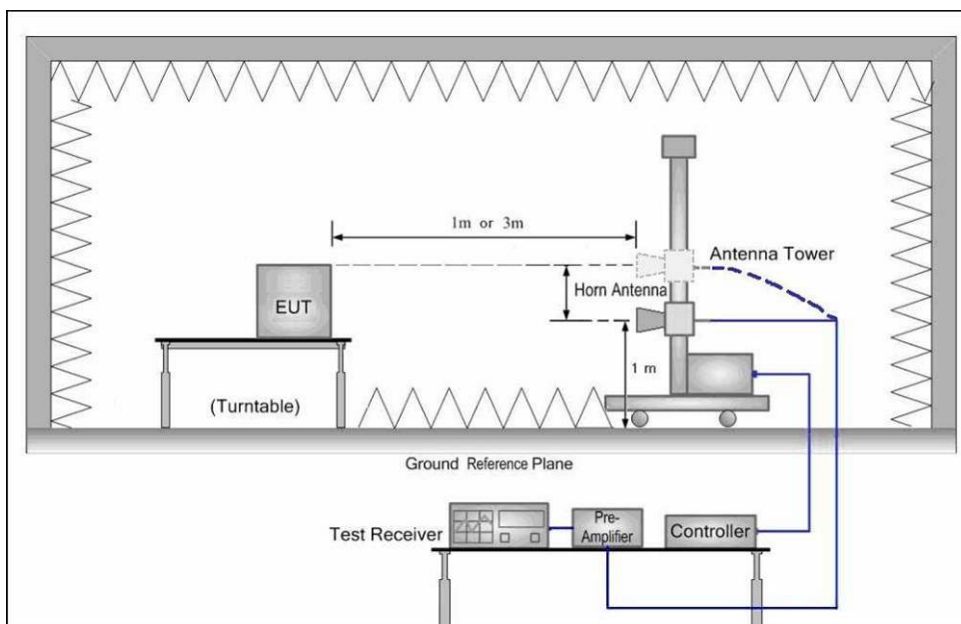 1m or 3m
Antenna Tower
Horn Antenna
EUT
1 m
(Turntable)
Ground Reference Plane
Test Receiver
Pre-
Amplifier
Controller